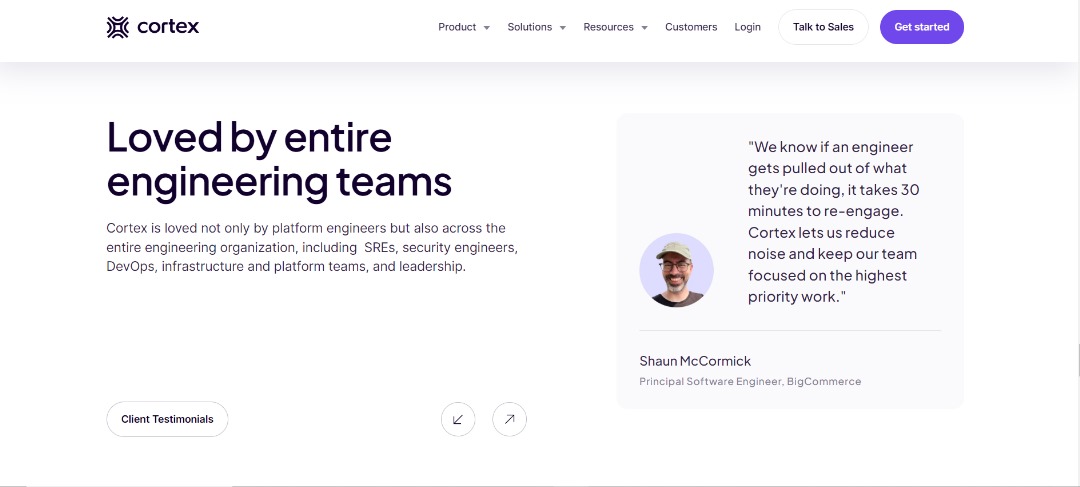 cortex
Product
Solutions
Resources
Customers
Login
Talk to Sales
Get started
Loved by entire
engineering teams
Cortex is loved not only by platform engineers but also across the
entire engineering organization, including  SREs, security engineers,
DevOps, infrastructure and platform teams, and leadership.
Client Testimonials
"We know if an engineer
gets pulled out of what
they're doing, it takes 30
minutes to re-engage.
Cortex lets us reduce
noise and keep our team
focused on the highest
priority work."
Shaun McCormick
Principal Software Engineer, BigCommerce